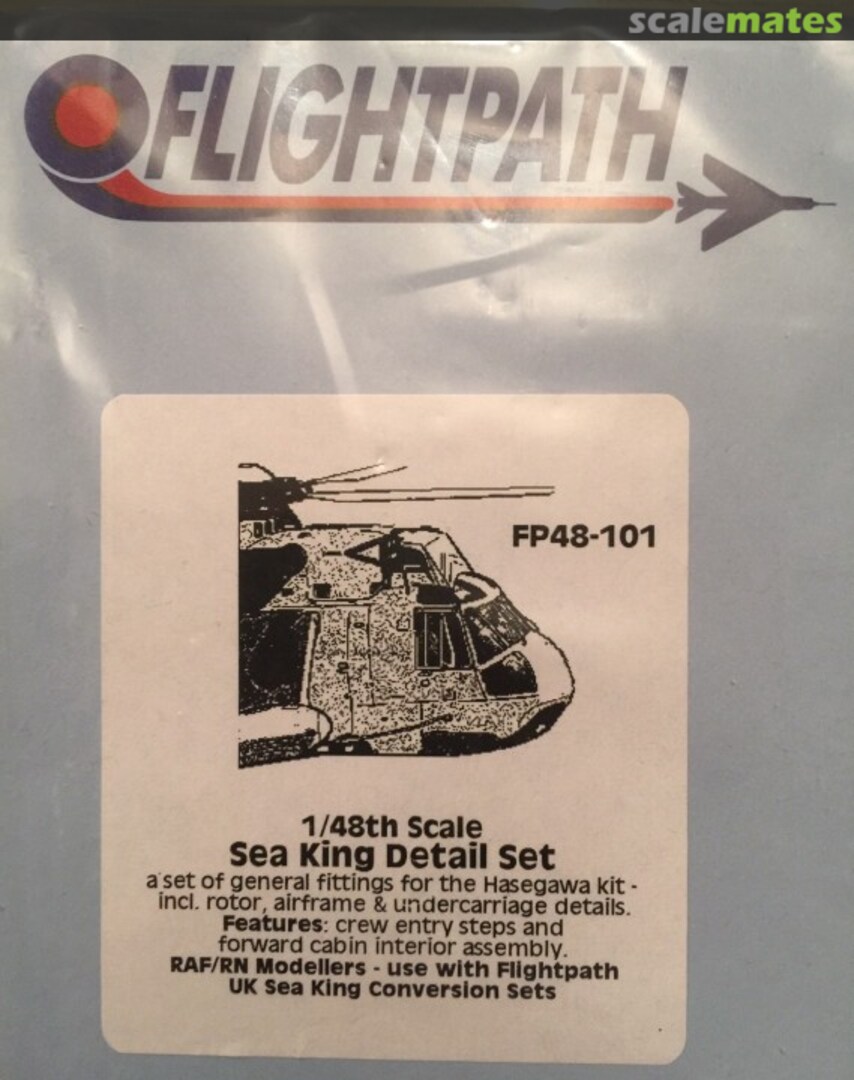 scalemates
FLIGHTPATH
FP48-101
1/48th Scale
Sea King Detail Set
a set of general fittings for the Hasegawa kit -
incl. rotor, airframe & undercarriage details.
Features: crew entry steps and
forward cabin interior assembly.
RAF/RN Modellers - use with Flightpath
UK Sea King Conversion Sets